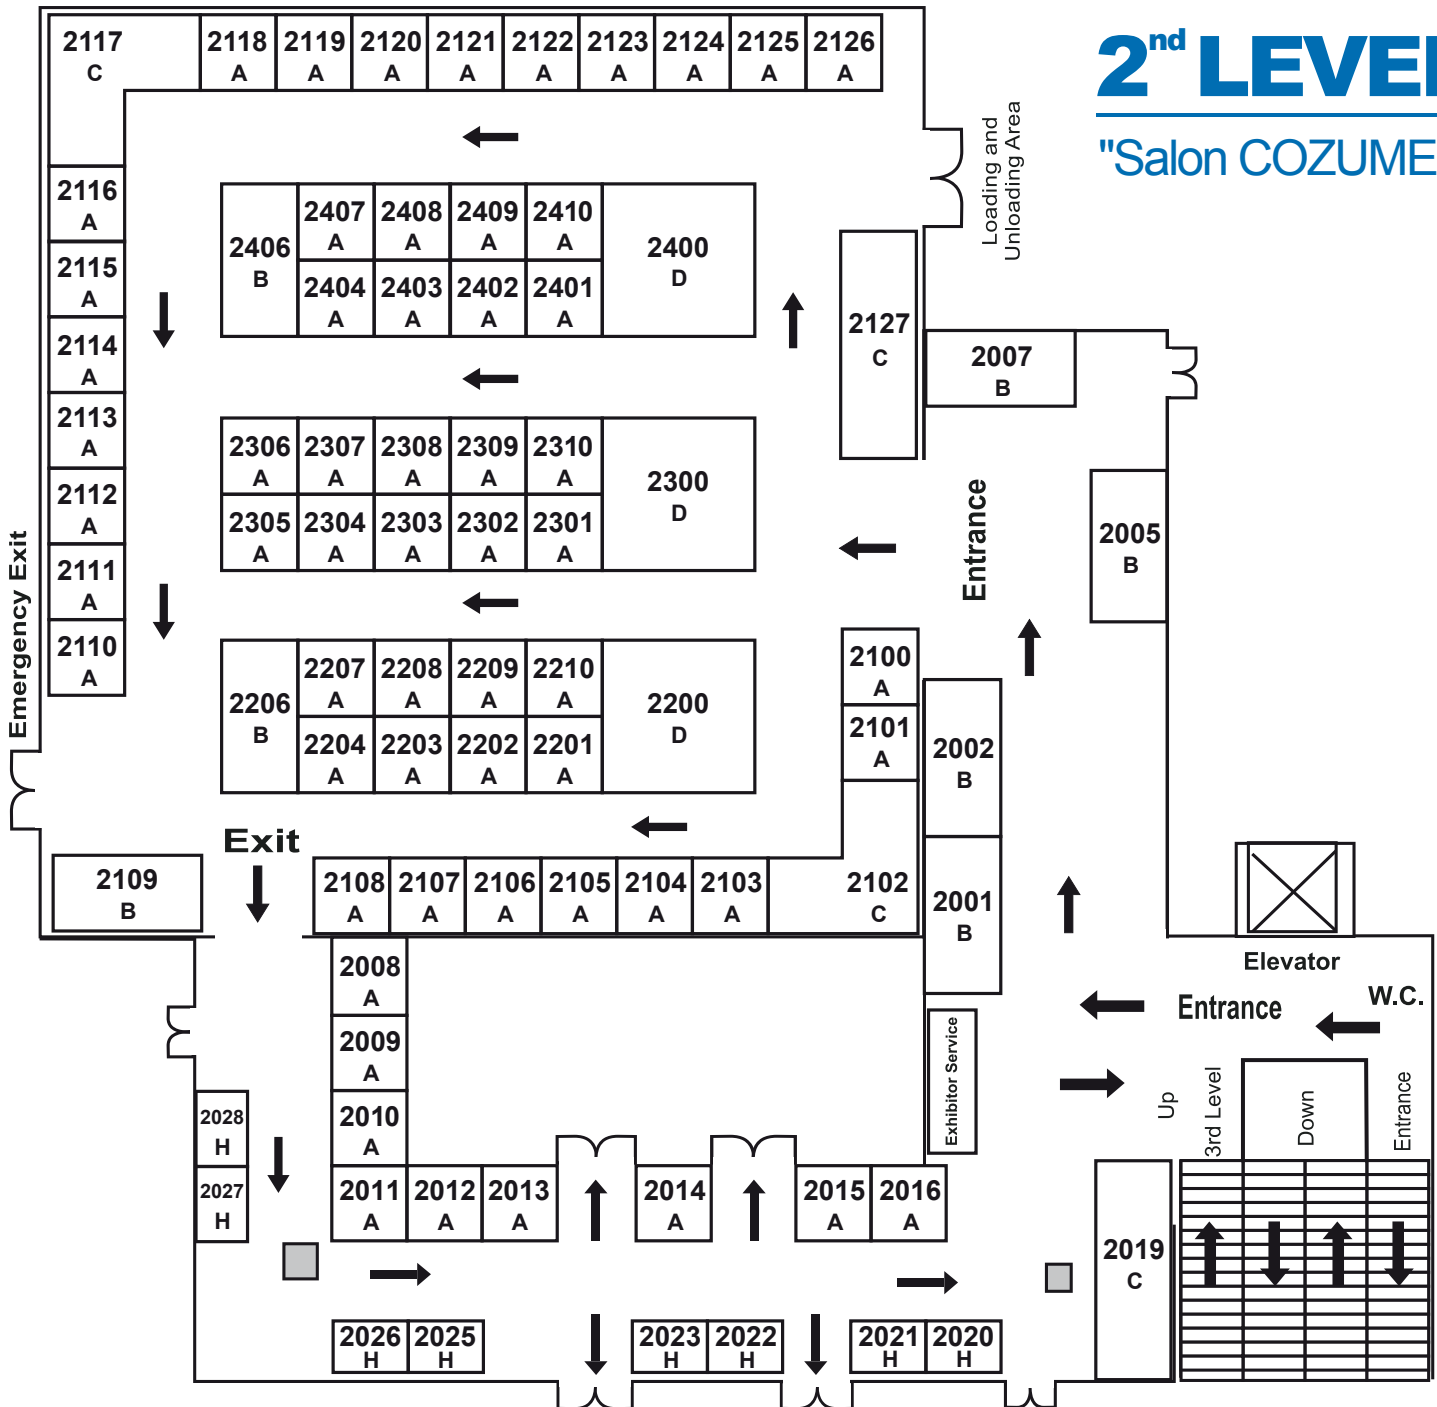 2nd LEVEL
"Salon COZUME
2117 2118 2119 2120 2121 2122 2123 2124 2125 2126
C A A A A A A A A A
Loading and
Unloading Area
2116
A
2115
A
2114
A
2113
A
2112
A
2111
A
2110
A
Emergency Exit
2406
B
2407 2408 2409 2410
A A A A
2404 2403 2402 2401
A A A A
2400
D
2127
C
2007
B
2306 2307 2308 2309 2310
A A A A A
2305 2304 2303 2302 2301
A A A A A
2300
D
Entrance
2005
B
2206
B
2207 2208 2209 2210
A A A A
2204 2203 2202 2201
A A A A
2200
D
2100
A
2101
A
2002
B
Exit
2109
B
2108 2107 2106 2105 2104 2103 2102
A A A A A A C
2001
B
Elevator
W.C.
Entrance
2008
A
2009
A
2010
A
Exhibitor Service
Up
3rd Level
Down
Entrance
2028
H
2027
H
2011 2012 2013 2014 2015 2016
A A A A A A
2019
C
2026 2025 2023 2022 2021 2020
H H H H H H